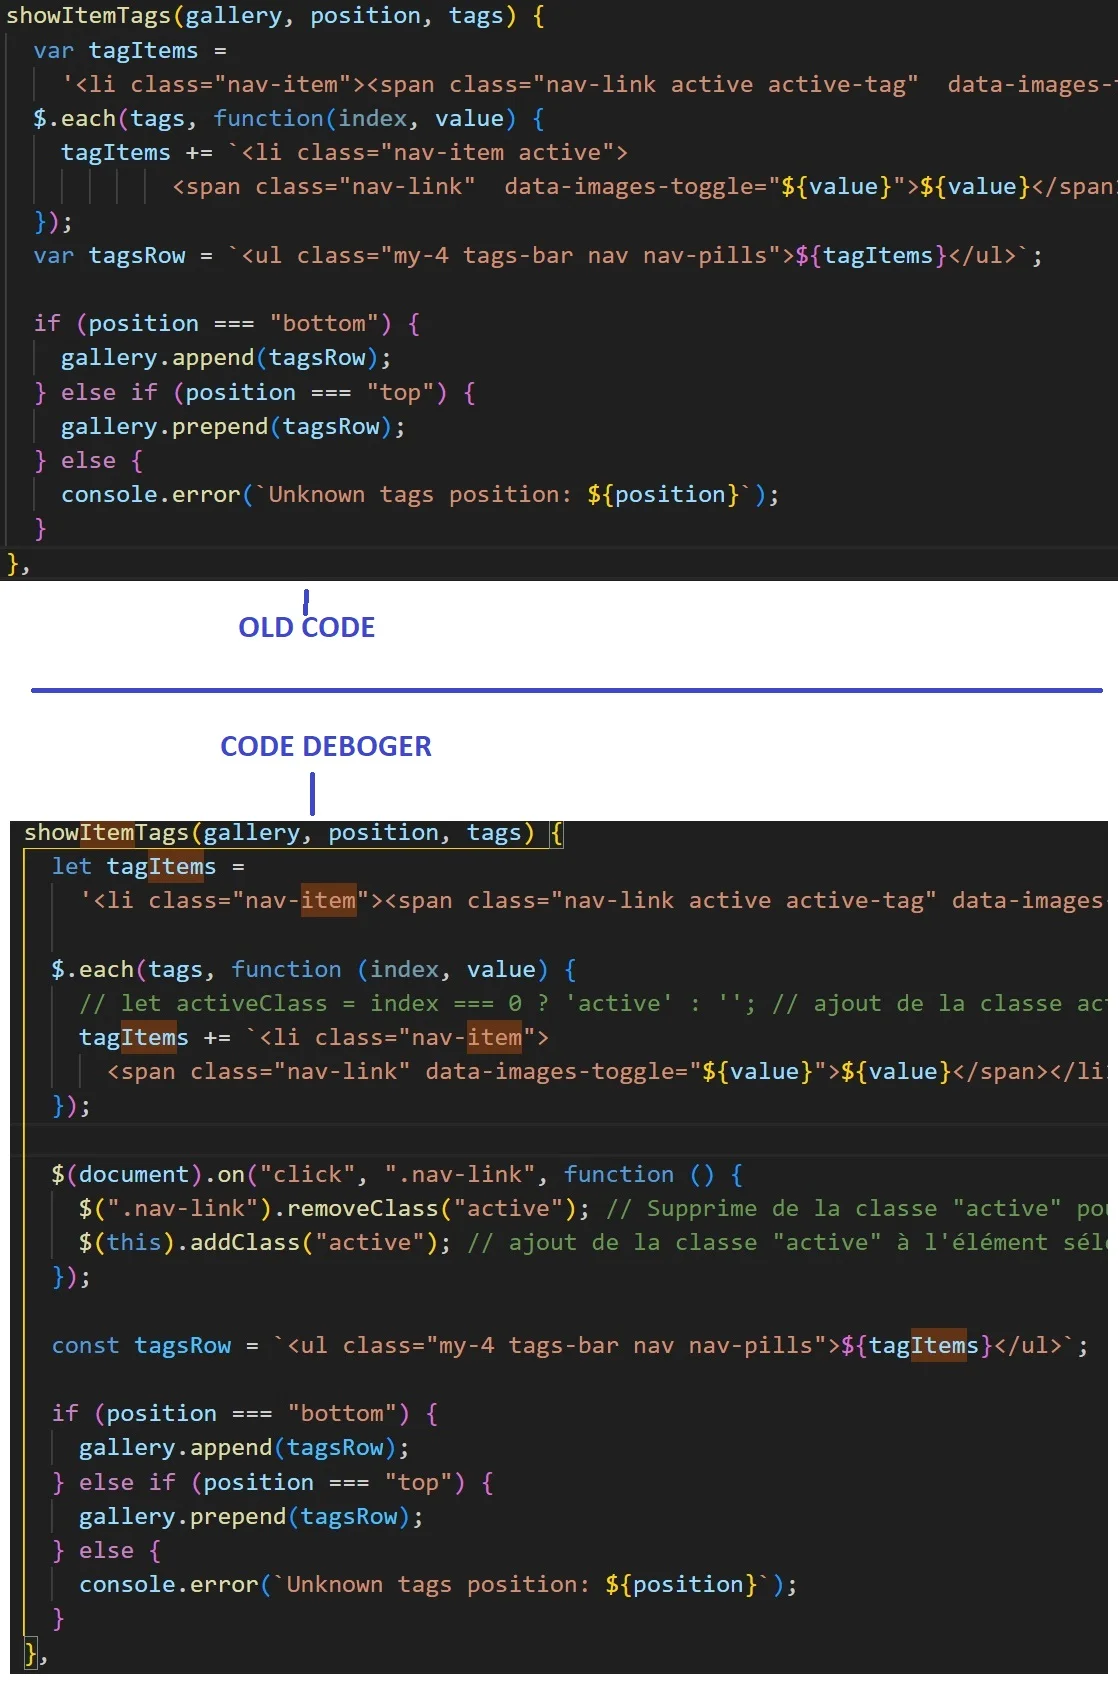 showItemTags(gallery, position, tags) {
var tagItems =
'<li class="nav-item"><span class="nav-link active active-tag"  data-images-
$.each(tags, function(index, value) {
tagItems += `<li class="nav-item active">
<span class="nav-link"  data-images-toggle="${value}">${value}</span
});
var tagsRow = `<ul class="my-4 tags-bar nav nav-pills">${tagItems}</ul>`;
if (position === "bottom") {
gallery.append(tagsRow);
} else if (position === "top") {
gallery.prepend(tagsRow);
} else {
console.error(`Unknown tags position: ${position}`);
}
},
OLD CODE
CODE DEBOGER
showItemTags(gallery, position, tags) {
let tagItems =
'<li class="nav-item"><span class="nav-link active active-tag" data-images-
$.each(tags, function (index, value) {
// let activeClass = index === 0 ? 'active' : ''; // ajout de la classe ac
tagItems += `<li class="nav-item">
<span class="nav-link" data-images-toggle="${value}">${value}</span></li
});
$(document).on("click", ".nav-link", function () {
$(".nav-link").removeClass("active"); // Supprime de la classe "active" pou
$(this).addClass("active"); // ajout de la classe "active" à l'élément séle
});
const tagsRow = `<ul class="my-4 tags-bar nav nav-pills">${tagItems}</ul>`;
if (position === "bottom") {
gallery.append(tagsRow);
} else if (position === "top") {
gallery.prepend(tagsRow);
} else {
console.error(`Unknown tags position: ${position}`);
}
},